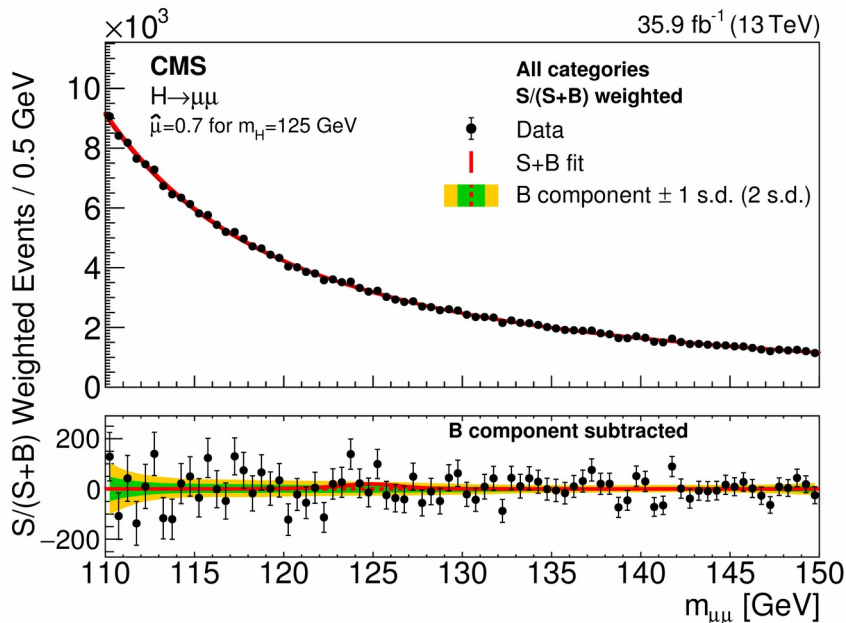 ×10³
35.9 fb⁻¹ (13 TeV)
S/(S+B) Weighted Events / 0.5 GeV
10
8
6
4
2
0
CMS
H→μμ
μ̂=0.7 for m_H=125 GeV
All categories
S/(S+B) weighted
Data
S+B fit
B component ± 1 s.d. (2 s.d.)
B component subtracted
200
0
−200
110 115 120 125 130 135 140 145 150
m_μμ [GeV]